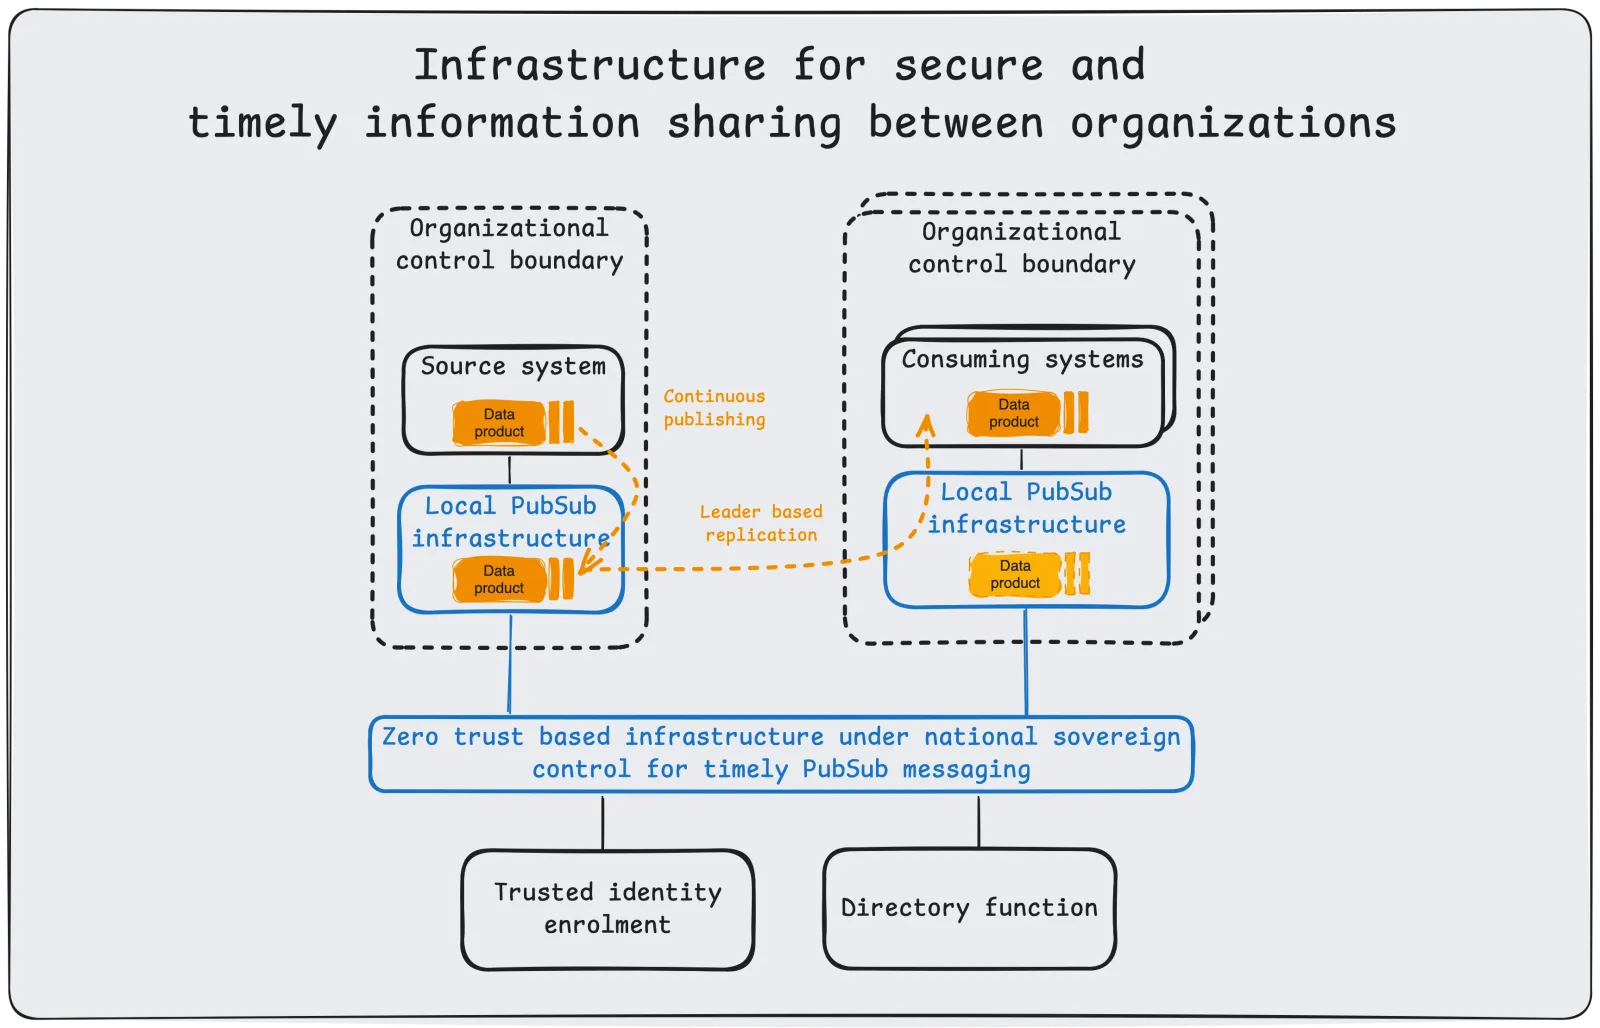 Infrastructure for secure and
timely information sharing between organizations
Organizational
control boundary
Source system
Data
product
Continuous
publishing
Local PubSub
infrastructure
Data
product
Leader based
replication
Organizational
control boundary
Consuming systems
Data
product
Local PubSub
infrastructure
Data
product
Zero trust based infrastructure under national sovereign
control for timely PubSub messaging
Trusted identity
enrolment
Directory function